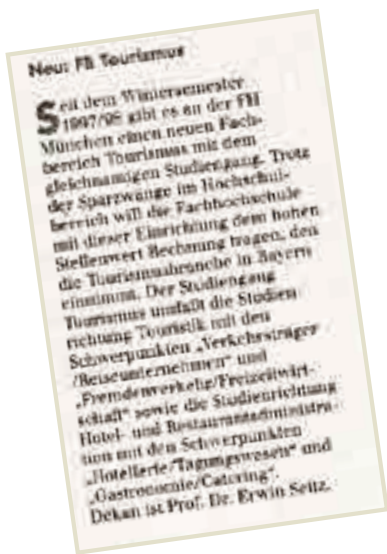 Neu: FB Tourismus
Seit dem Wintersemester
1997/98 gibt es an der FH
München einen neuen Fach-
bereich Tourismus mit dem
gleichnamigen Studiengang. Trotz
der Sparzwänge im Hochschul-
bereich will die Fachhochschule
mit dieser Einrichtung dem hohen
Stellenwert Rechnung tragen, den
die Tourismusbranche in Bayern
einnimmt. Der Studiengang
Tourismus umfaßt die Studien-
richtung Touristik mit den
Schwerpunkten „Verkehrsträger
/Reiseunternehmen" und
„Fremdenverkehr/Freizeitwirt-
schaft" sowie die Studienrichtung
Hotel- und Restaurantadministra-
tion mit den Schwerpunkten
„Hotellerie/Tagungswesen" und
„Gastronomie/Catering".
Dekan ist Prof. Dr. Erwin Seitz.